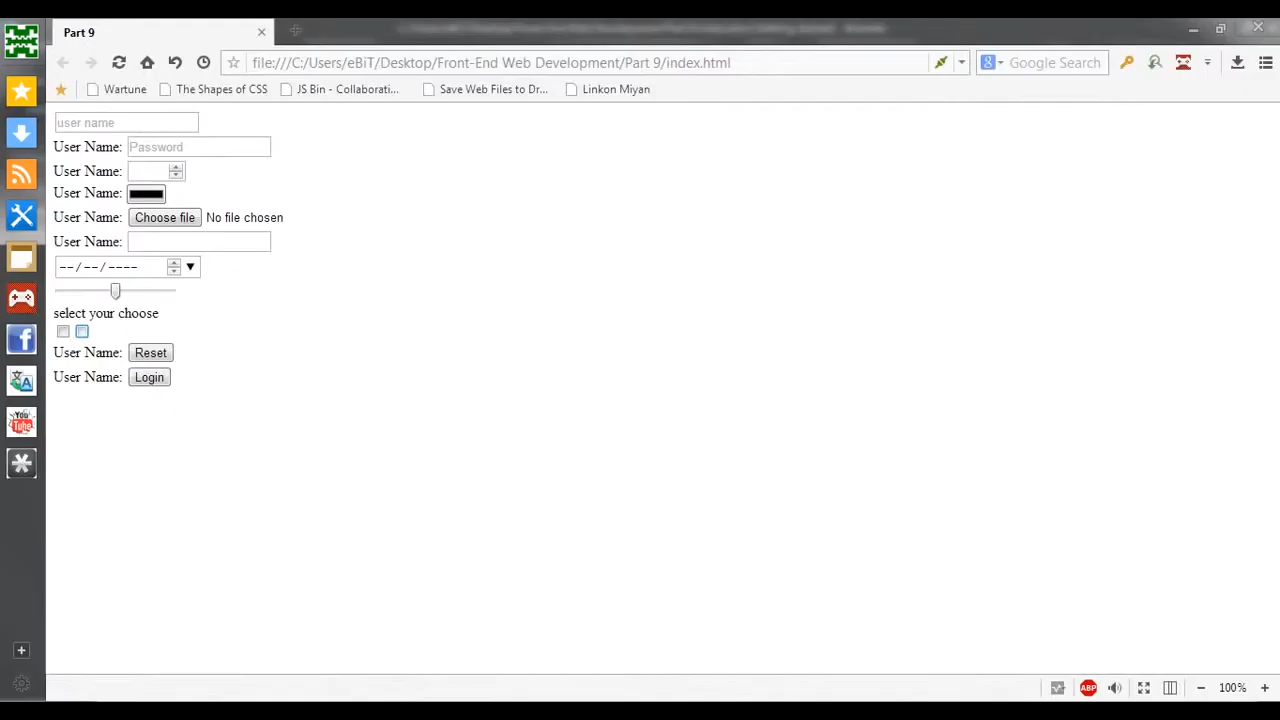 Part 9
file:///C:/Users/eBiT/Desktop/Front-End Web Development/Part 9/index.html
Google Search
Wartune The Shapes of CSS JS Bin - Collaborati... Save Web Files to Dr... Linkon Miyan
user name
User Name: Password
User Name:
User Name:
User Name: Choose file No file chosen
User Name:
--/--/----
select your choose
User Name: Reset
User Name: Login
You Tube
ABP
100%